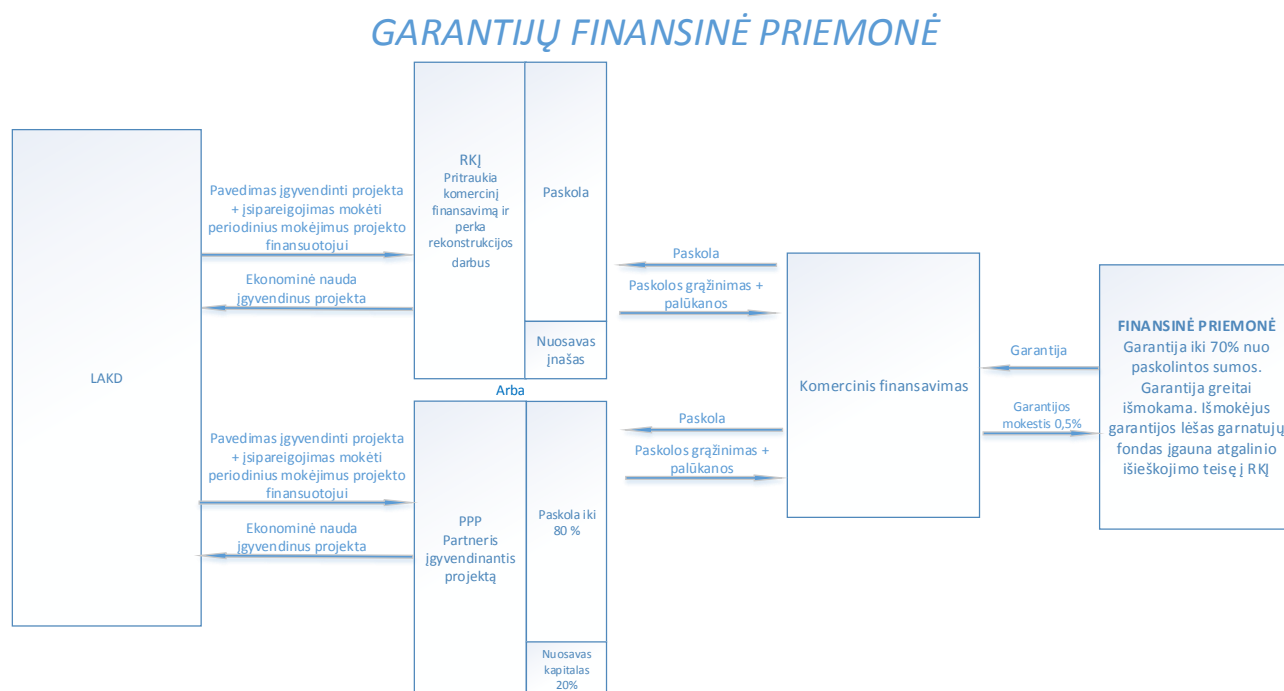 GARANTIJŲ FINANSINĖ PRIEMONĖ
LAKD
Pavedimas įgyvendinti projekta
+ įsipareigojimas mokėti
periodinius mokėjimus projekto
finansuotojui
Ekonominė nauda
įgyvendinus projekta
RKĮ
Pritraukia
komercinį
finansavimą ir
perka
rekonstrukcijos
darbus
Paskola
Nuosavas
įnašas
Arba
Pavedimas įgyvendinti projekta
+ įsipareigojimas mokėti
periodinius mokėjimus projekto
finansuotojui
Ekonominė nauda
įgyvendinus projekta
PPP
Partneris
įgyvendinantis
projektą
Paskola iki
80 %
Nuosavas
kapitalas
20%
Paskola
Paskolos grąžinimas +
palūkanos
Paskola
Paskolos grąžinimas +
palūkanos
Komercinis finansavimas
Garantija
Garantijos
mokestis 0,5%
FINANSINĖ PRIEMONĖ
Garantija iki 70% nuo
paskolintos sumos.
Garantija greitai
išmokama. Išmokėjus
garantijos lėšas garnatujų
fondas įgauna atgalinio
išieškojimo teisę į RKĮ